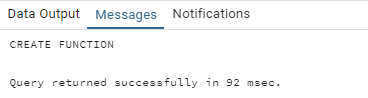 Data Output Messages Notifications
CREATE FUNCTION
Query returned successfully in 92 msec.